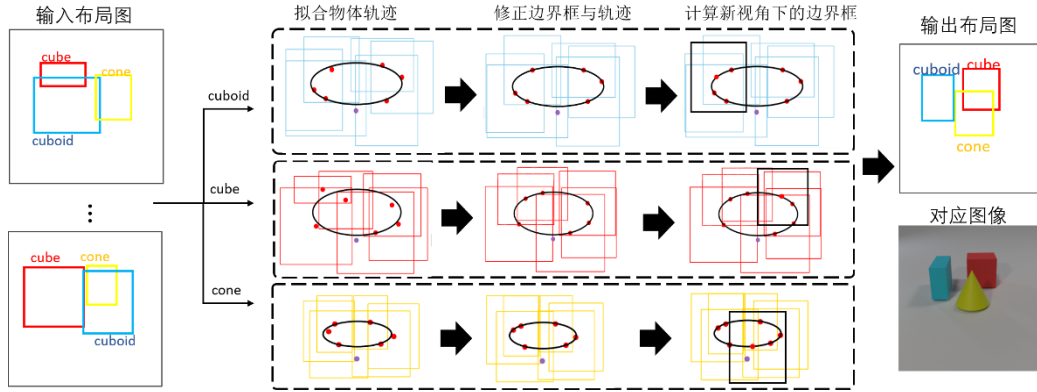 输入布局图
拟合物体轨迹
修正边界框与轨迹
计算新视角下的边界框
输出布局图
cube
cone
cuboid
...
cube
cone
cuboid
cuboid
cube
cone
cuboid
cube
cone
对应图像